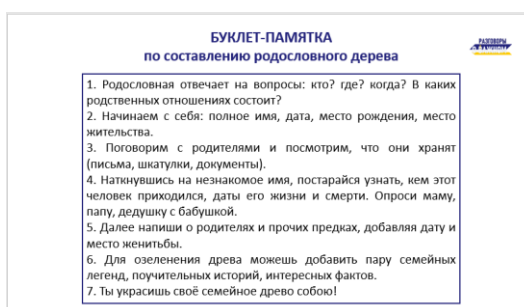 БУКЛЕТ-ПАМЯТКА
по составлению родословного дерева
РАЗГОВОРЫ
1. Родословная отвечает на вопросы: кто? где? когда? В каких
родственных отношениях состоит?
2. Начинаем с себя: полное имя, дата, место рождения, место
жительства.
3. Поговорим с родителями и посмотрим, что они хранят
(письма, шкатулки, документы).
4. Наткнувшись на незнакомое имя, постарайся узнать, кем этот
человек приходился, даты его жизни и смерти. Опроси маму,
папу, дедушку с бабушкой.
5. Далее напиши о родителях и прочих предках, добавляя дату и
место женитьбы.
6. Для озеленения древа можешь добавить пару семейных
легенд, поучительных историй, интересных фактов.
7. Ты украсишь своё семейное древо собою!